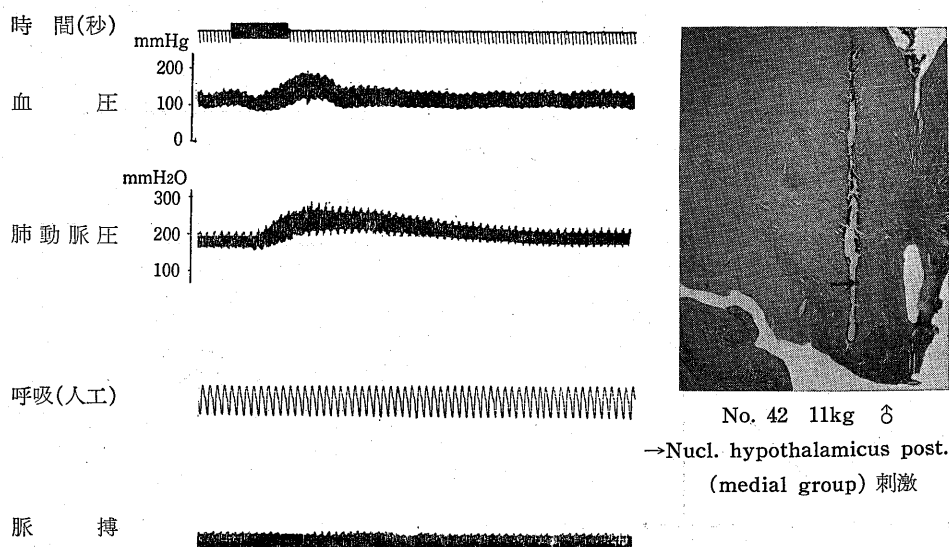 時 間(秒)
mmHg
200
血 圧
100
0
mmH2O
300
肺動脈圧
200
100
呼吸(人工)
脈 搏
No. 42 11kg ♂
→Nucl. hypothalamicus post.
(medial group) 刺激